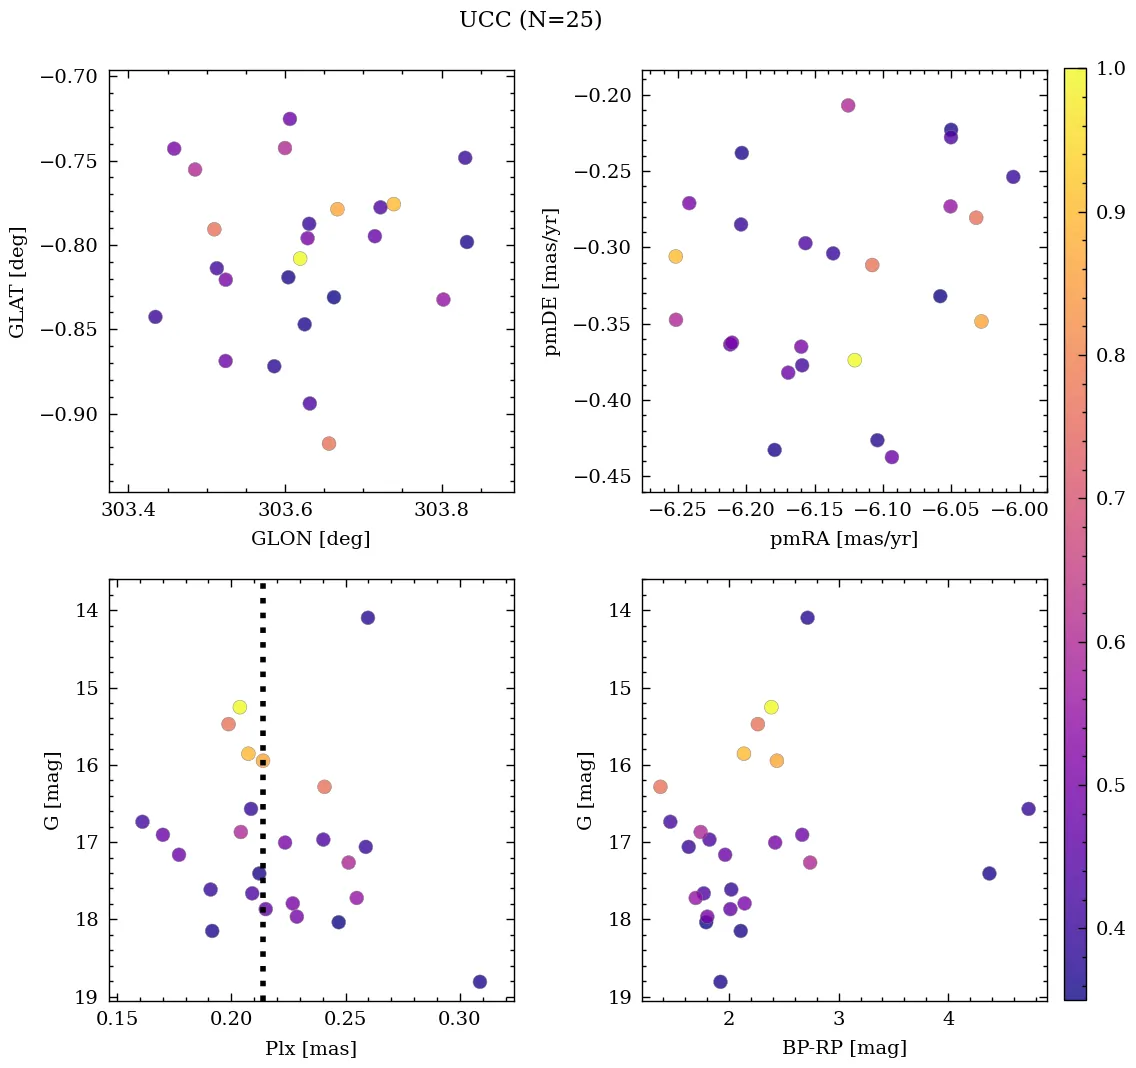 UCC (N=25)
−0.70
−0.75
−0.80
−0.85
−0.90
GLAT [deg]
303.4 303.6 303.8
GLON [deg]
−0.20
−0.25
−0.30
−0.35
−0.40
−0.45
pmDE [mas/yr]
−6.25 −6.20 −6.15 −6.10 −6.05 −6.00
pmRA [mas/yr]
1.0
0.9
0.8
0.7
0.6
0.5
0.4
14
15
16
17
18
19
G [mag]
0.15 0.20 0.25 0.30
Plx [mas]
14
15
16
17
18
19
G [mag]
2 3 4
BP-RP [mag]